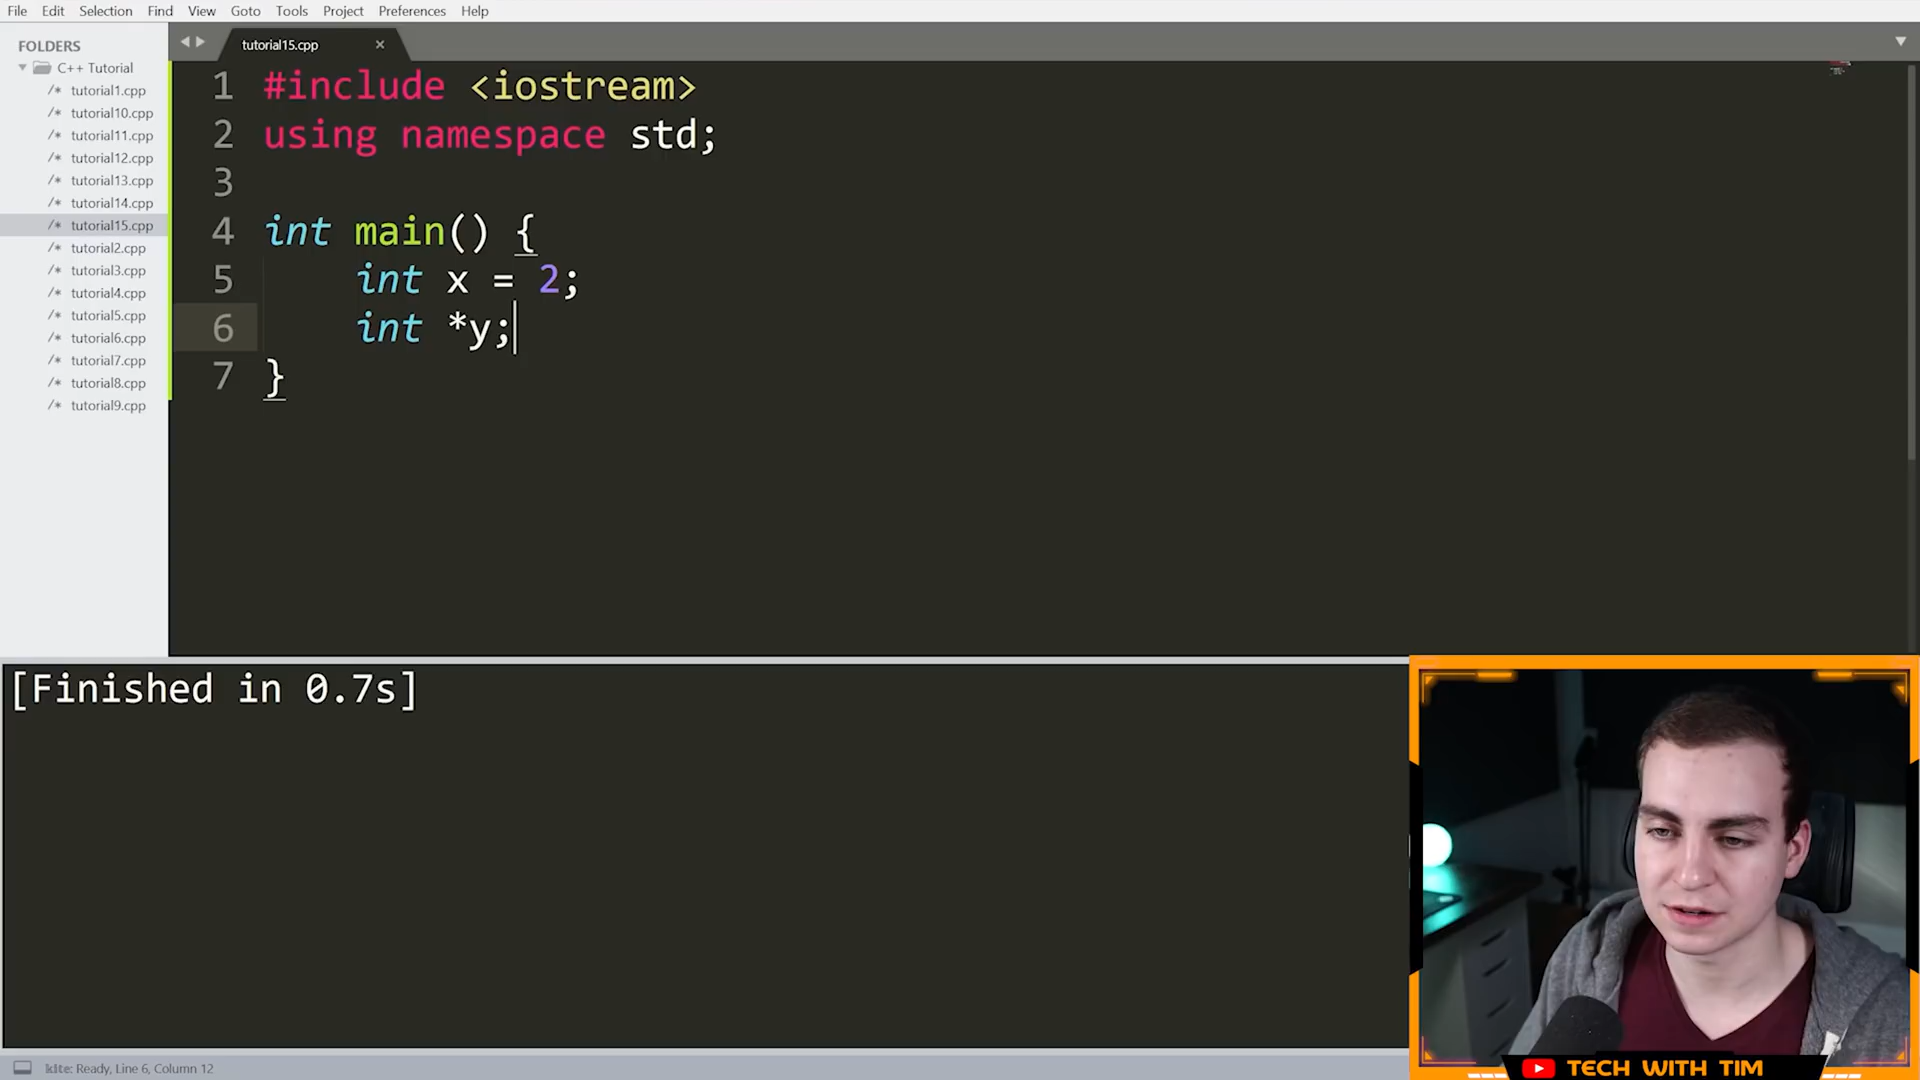 File Edit Selection Find View Goto Tools Project Preferences Help
FOLDERS
C++ Tutorial
/* tutorial1.cpp
/* tutorial10.cpp
/* tutorial11.cpp
/* tutorial12.cpp
/* tutorial13.cpp
/* tutorial14.cpp
/* tutorial15.cpp
/* tutorial2.cpp
/* tutorial3.cpp
/* tutorial4.cpp
/* tutorial5.cpp
/* tutorial6.cpp
/* tutorial7.cpp
/* tutorial8.cpp
/* tutorial9.cpp
tutorial15.cpp
1 #include <iostream>
2 using namespace std;
3
4 int main() {
5 int x = 2;
6 int *y;
7 }
[Finished in 0.7s]
kite: Ready, Line 6, Column 12
TECH WITH TIM